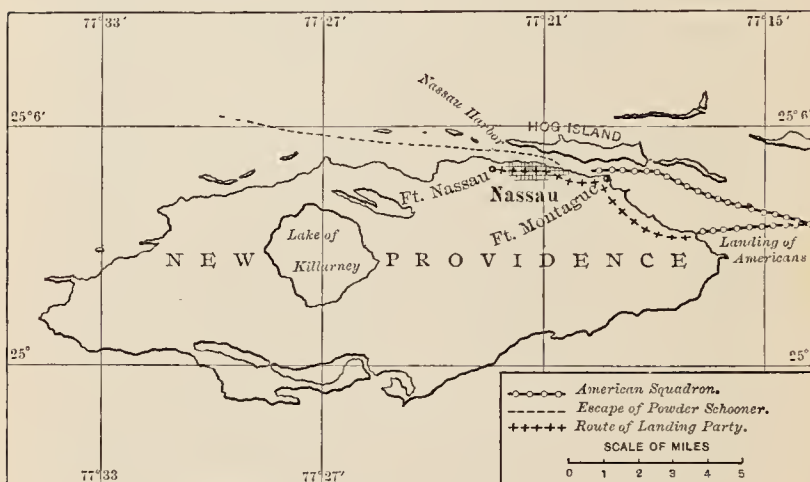 77°33′ 77°27′ 77°21′ 77°15′
25°6′ 25°6′
Nassau Harbor
HOG ISLAND
Ft. Nassau
Nassau
Ft. Montague
Landing of
Americans
Lake of
Killarney
NEW PROVIDENCE
25°
American Squadron.
Escape of Powder Schooner.
Route of Landing Party.
SCALE OF MILES
0 1 2 3 4 5
77°33 77°27′